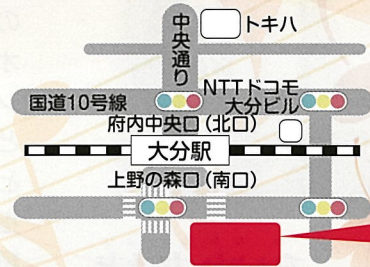 中央通り
トキハ
国道10号線
NTTドコモ
大分ビル
府内中央口(北口)
大分駅
上野の森口(南口)